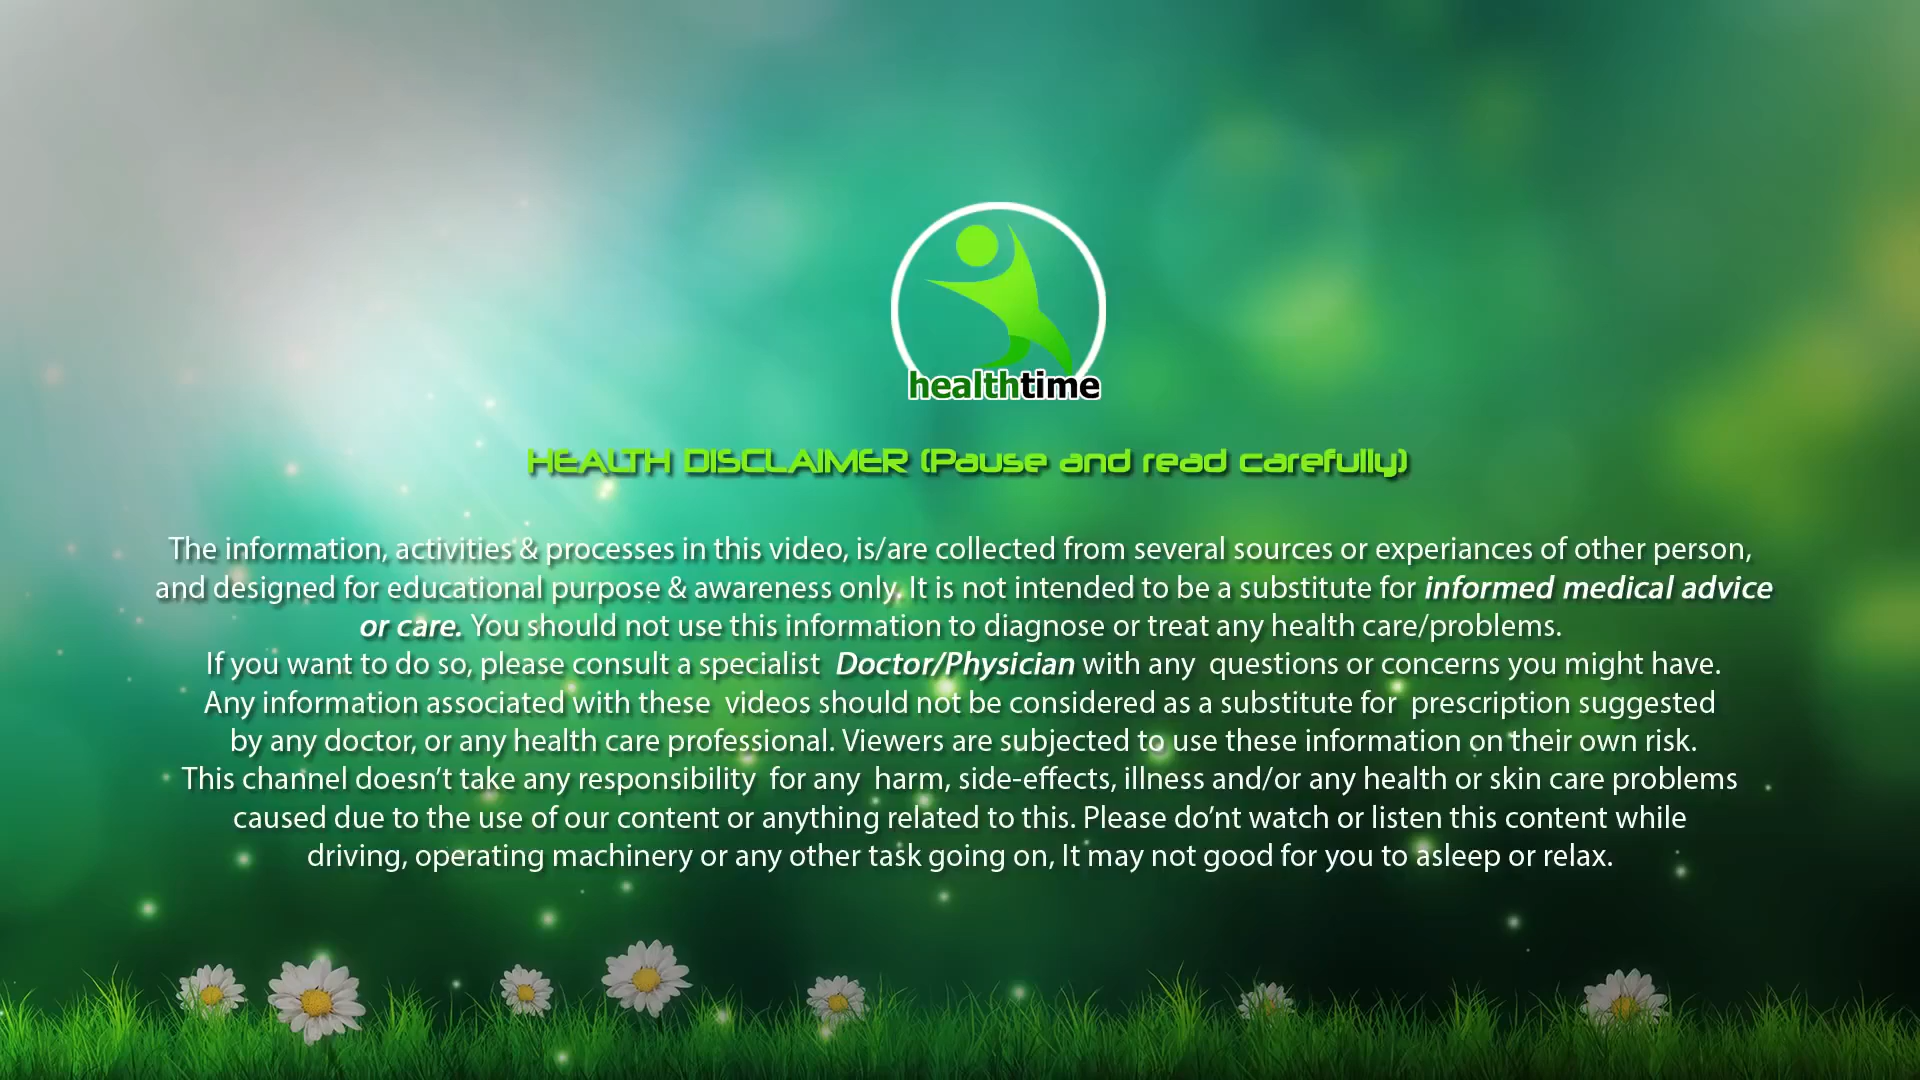 healthtime
HEALTH DISCLAIMER (Pause and read carefully)
The information, activities & processes in this video, is/are collected from several sources or experiances of other person,
and designed for educational purpose & awareness only. It is not intended to be a substitute for informed medical advice
or care. You should not use this information to diagnose or treat any health care/problems.
If you want to do so, please consult a specialist Doctor/Physician with any questions or concerns you might have.
Any information associated with these videos should not be considered as a substitute for prescription suggested
by any doctor, or any health care professional. Viewers are subjected to use these information on their own risk.
This channel doesn’t take any responsibility for any harm, side-effects, illness and/or any health or skin care problems
caused due to the use of our content or anything related to this. Please do’nt watch or listen this content while
driving, operating machinery or any other task going on, It may not good for you to asleep or relax.